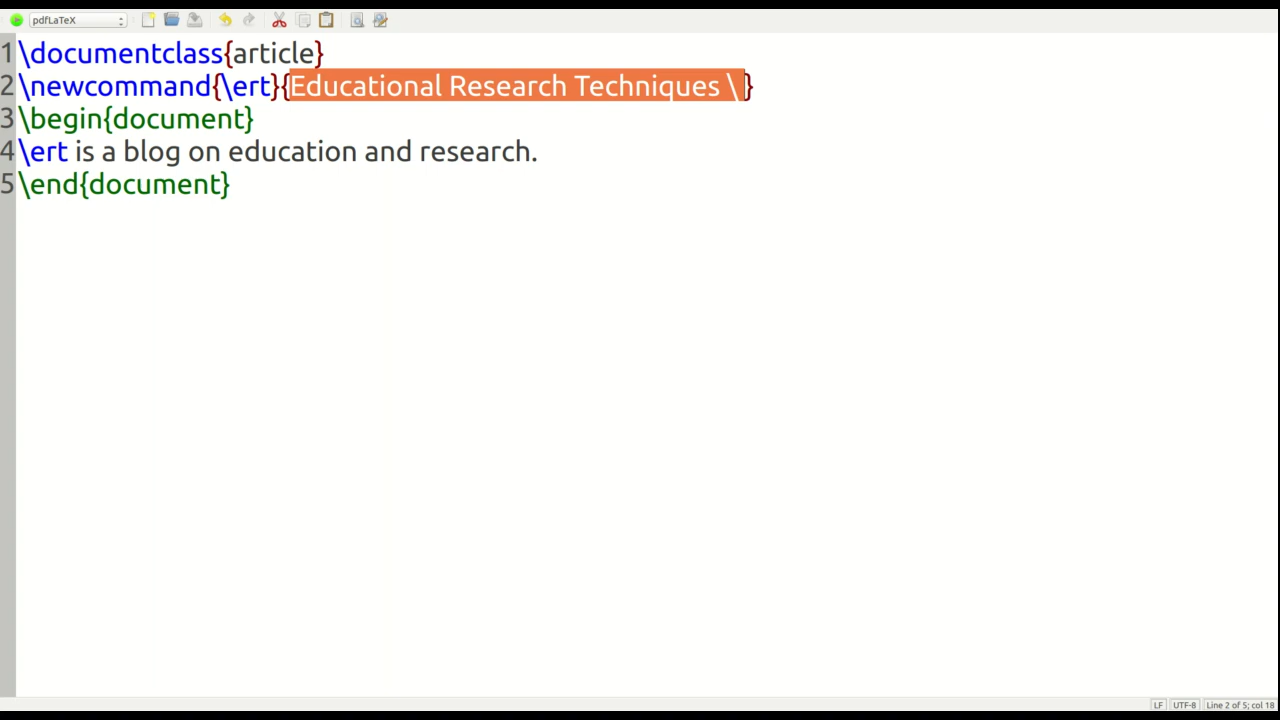 pdfLaTeX
1 \documentclass{article}
2 \newcommand{\ert}{Educational Research Techniques \ }
3 \begin{document}
4 \ert is a blog on education and research.
5 \end{document}
LF UTF-8 Line 2 of 5; col 18